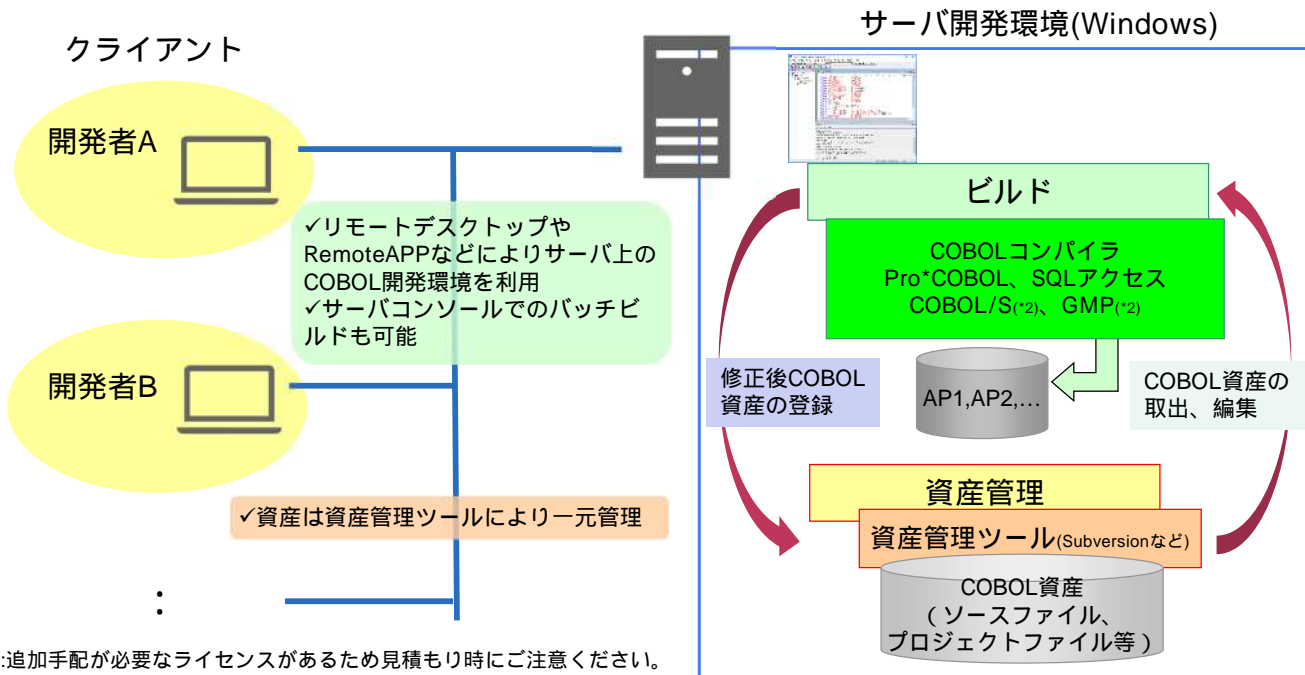 サーバ開発環境(Windows)
クライアント
開発者A
✓リモートデスクトップや
RemoteAPPなどによりサーバ上の
COBOL開発環境を利用
✓サーバコンソールでのバッチビ
ルドも可能
開発者B
✓資産は資産管理ツールにより一元管理
:
:追加手配が必要なライセンスがあるため見積もり時にご注意ください。
ビルド
COBOLコンパイラ
Pro*COBOL、SQLアクセス
COBOL/S(*2)、GMP(*2)
修正後COBOL
資産の登録
AP1,AP2,…
COBOL資産の
取出、編集
資産管理
資産管理ツール(Subversionなど)
COBOL資産
(ソースファイル、
プロジェクトファイル等)